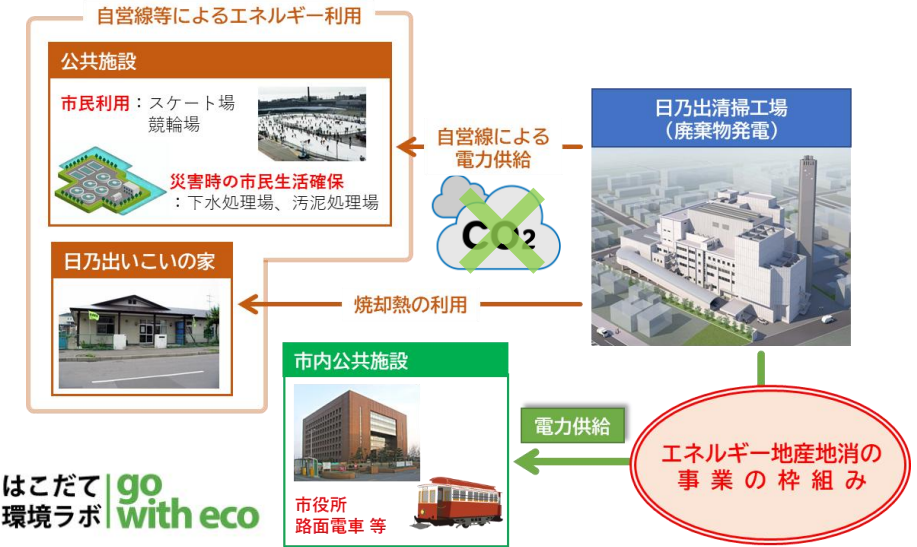 自営線等によるエネルギー利用
公共施設
市民利用：スケート場
競輪場
災害時の市民生活確保
：下水処理場、汚泥処理場
日乃出いこいの家
自営線による
電力供給
CO2
焼却熱の利用
日乃出清掃工場
（廃棄物発電）
市内公共施設
市役所
路面電車 等
電力供給
エネルギー地産地消の
事業の枠組み
はこだて
環境ラボ
go
with eco